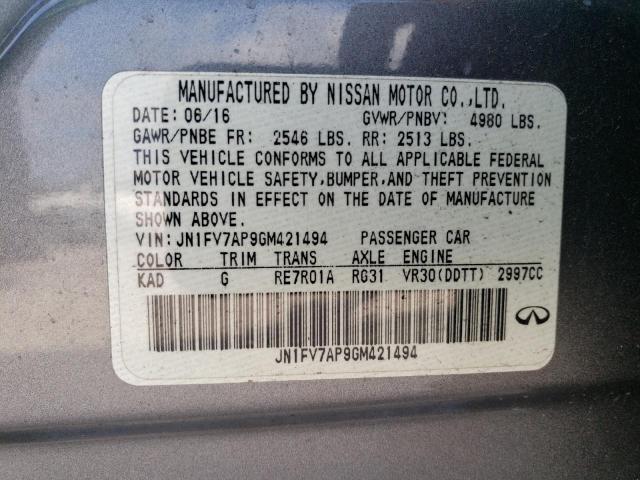 MANUFACTURED BY NISSAN MOTOR CO.,LTD.
DATE: 06/16 GVWR/PNBV: 4980 LBS.
GAWR/PNBE FR: 2546 LBS. RR: 2513 LBS.
THIS VEHICLE CONFORMS TO ALL APPLICABLE FEDERAL
MOTOR VEHICLE SAFETY,BUMPER,AND THEFT PREVENTION
STANDARDS IN EFFECT ON THE DATE OF MANUFACTURE
SHOWN ABOVE.
VIN:JN1FV7AP9GM421494 PASSENGER CAR
COLOR TRIM TRANS AXLE ENGINE
KAD G RE7R01A RG31 VR30(DDTT) 2997CC
JN1FV7AP9GM421494